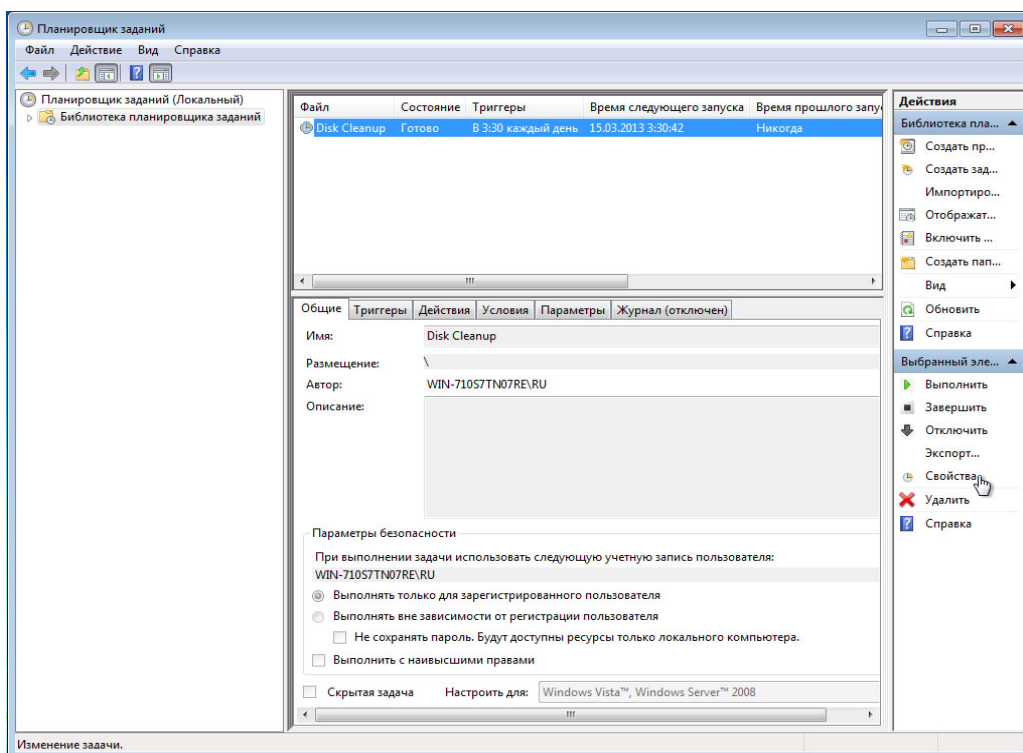 Планировщик заданий
Файл Действие Вид Справка
Планировщик заданий (Локальный)
Библиотека планировщика заданий
Файл Состояние Триггеры Время следующего запуска Время прошлого запу
Disk Cleanup Готово В 3:30 каждый день 15.03.2013 3:30:42 Никогда
Общие Триггеры Действия Условия Параметры Журнал (отключен)
Имя: Disk Cleanup
Размещение: \
Автор: WIN-710S7TN07RE\RU
Описание:
Параметры безопасности
При выполнении задачи использовать следующую учетную запись пользователя:
WIN-710S7TN07RE\RU
Выполнять только для зарегистрированного пользователя
Выполнять вне зависимости от регистрации пользователя
Не сохранять пароль. Будут доступны ресурсы только локального компьютера.
Выполнить с наивысшими правами
Скрытая задача Настроить для: Windows Vista™, Windows Server™ 2008
Действия
Библиотека пла...
Создать пр...
Создать зад...
Импортиро...
Отображат...
Включить ...
Создать пап...
Вид
Обновить
Справка
Выбранный эле...
Выполнить
Завершить
Отключить
Экспорт...
Свойства
Удалить
Справка
Изменение задачи.